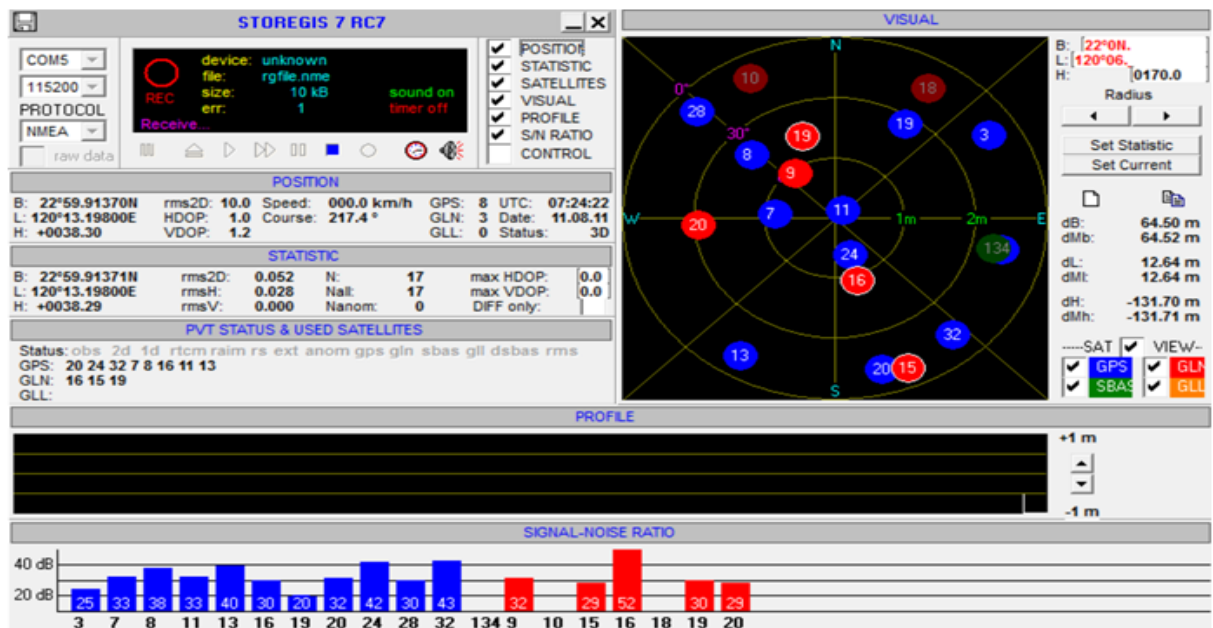 STOREGIS 7 RC7
COM5
115200
PROTOCOL
NMEA
raw data
device: unknown
file: rgfile.nme
size: 10 kB sound on
err: 1 timer off
REC
Receive...
POSITION
STATISTIC
SATELLITES
VISUAL
PROFILE
S/N RATIO
CONTROL
POSITION
B: 22°59.91370N rms2D: 10.0 Speed: 000.0 km/h GPS: 8 UTC: 07:24:22
L: 120°13.19800E HDOP: 1.0 Course: 217.4 ° GLN: 3 Date: 11.08.11
H: +0038.30 VDOP: 1.2 GLL: 0 Status: 3D
STATISTIC
B: 22°59.91371N rms2D: 0.052 N: 17 max HDOP: 0.0
L: 120°13.19800E rmsH: 0.028 Nall: 17 max VDOP: 0.0
H: +0038.29 rmsV: 0.000 Nanom: 0 DIFF only:
PVT STATUS & USED SATELLITES
Status: obs 2d 1d rtcm raim rs ext anom gps gln sbas gll dsbas rms
GPS: 20 24 32 7 8 16 11 13
GLN: 16 15 19
GLL:
VISUAL
N
10
18
0°
28
19
3
30°
19
8
9
W
20
7
11
1m
2m
E
24
134
16
32
13
20
15
S
B: 22°0N.
L: 120°06._
H: 0170.0
Radius
Set Statistic
Set Current
dB: 64.50 m
dMb: 64.52 m
dL: 12.64 m
dMl: 12.64 m
dH: -131.70 m
dMh: -131.71 m
-----SAT VIEW--
GPS GLN
SBAS GLL
PROFILE
+1 m
-1 m
SIGNAL-NOISE RATIO
40 dB
20 dB
25 33 38 33 40 30 20 32 42 30 43 32 29 52 30 29
3 7 8 11 13 16 19 20 24 28 32 134 9 10 15 16 18 19 20